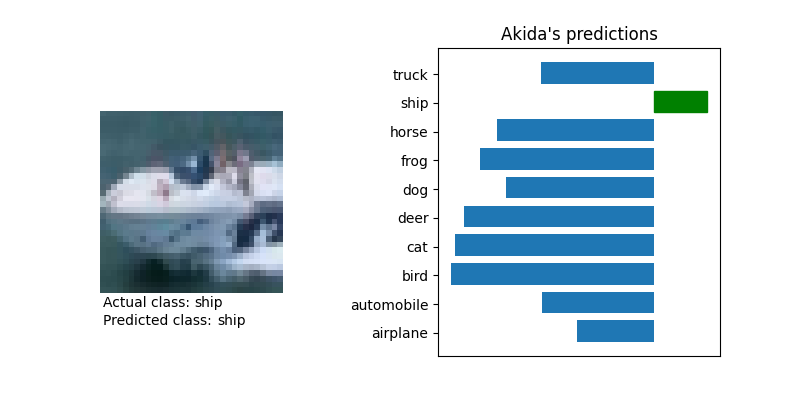 Akida's predictions
truck
ship
horse
frog
dog
deer
cat
bird
automobile
airplane
Actual class: ship
Predicted class: ship